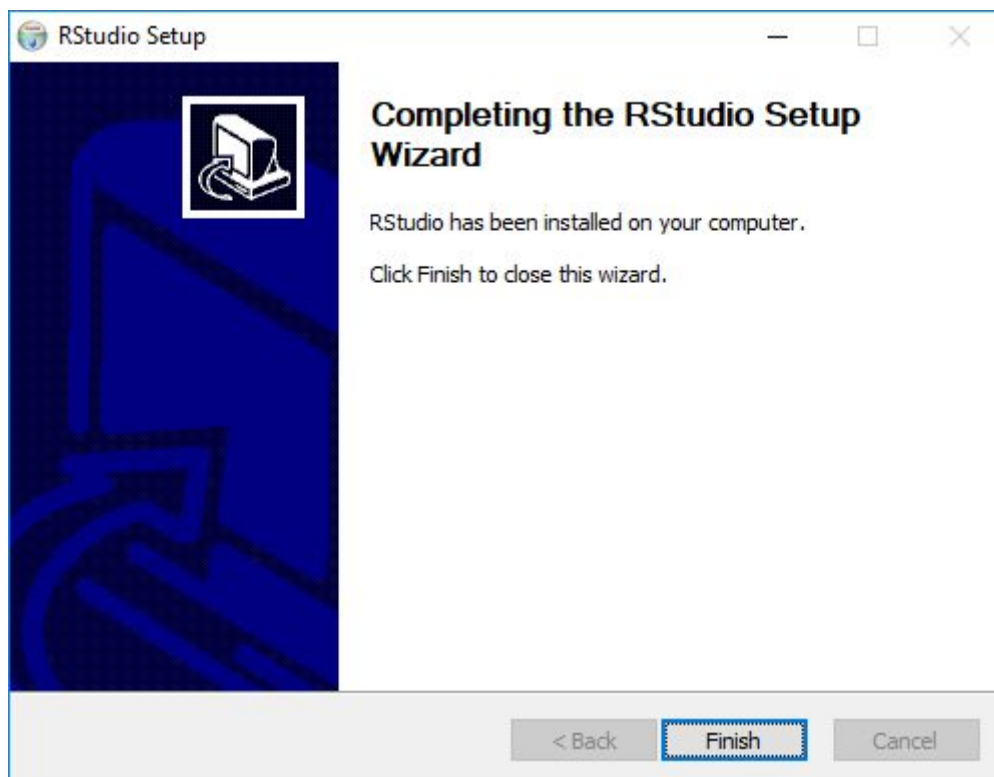 RStudio Setup
Completing the RStudio Setup
Wizard
RStudio has been installed on your computer.
Click Finish to close this wizard.
< Back
Finish
Cancel